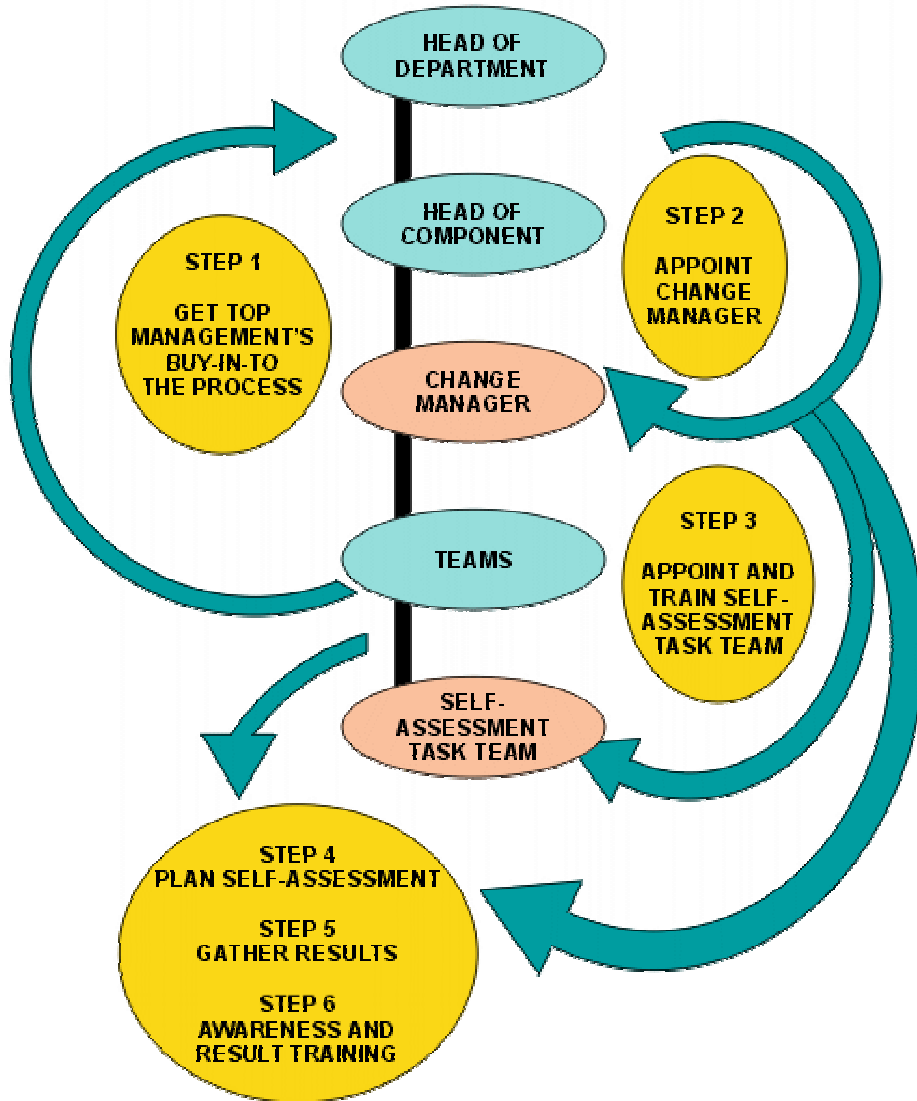 HEAD OF
DEPARTMENT
HEAD OF
COMPONENT
STEP 2
APPOINT
CHANGE
MANAGER
STEP 1
GET TOP
MANAGEMENT'S
BUY-IN-TO
THE PROCESS
CHANGE
MANAGER
STEP 3
APPOINT AND
TRAIN SELF-
ASSESSMENT
TASK TEAM
TEAMS
SELF-
ASSESSMENT
TASK TEAM
STEP 4
PLAN SELF-ASSESSMENT
STEP 5
GATHER RESULTS
STEP 6
AWARENESS AND
RESULT TRAINING